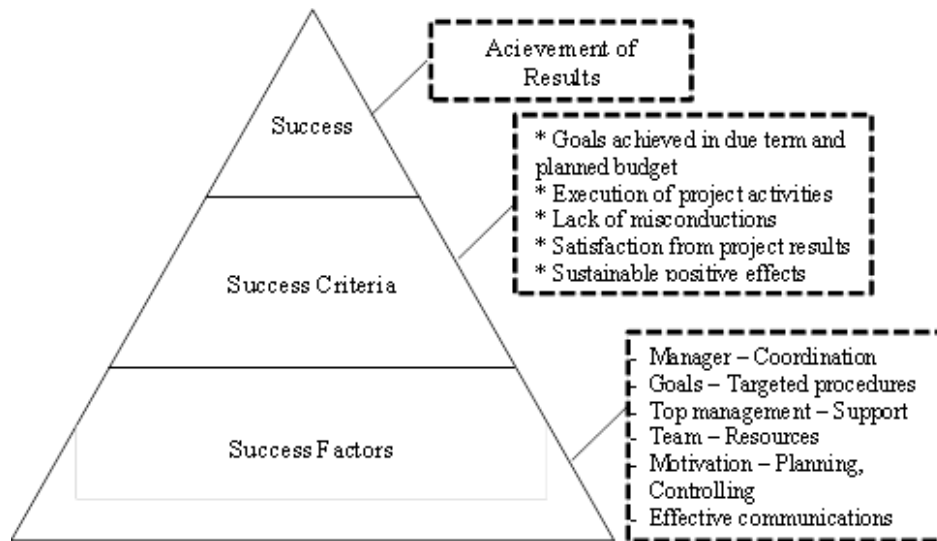 Acievement of
Results
Success
* Goals achieved in due term and
planned budget
* Execution of project activities
* Lack of misconductions
* Satisfaction from project results
* Sustainable positive effects
Success Criteria
- Manager – Coordination
- Goals – Targeted procedures
- Top management – Support
- Team – Resources
- Motivation – Planning,
Controlling
- Effective communications
Success Factors